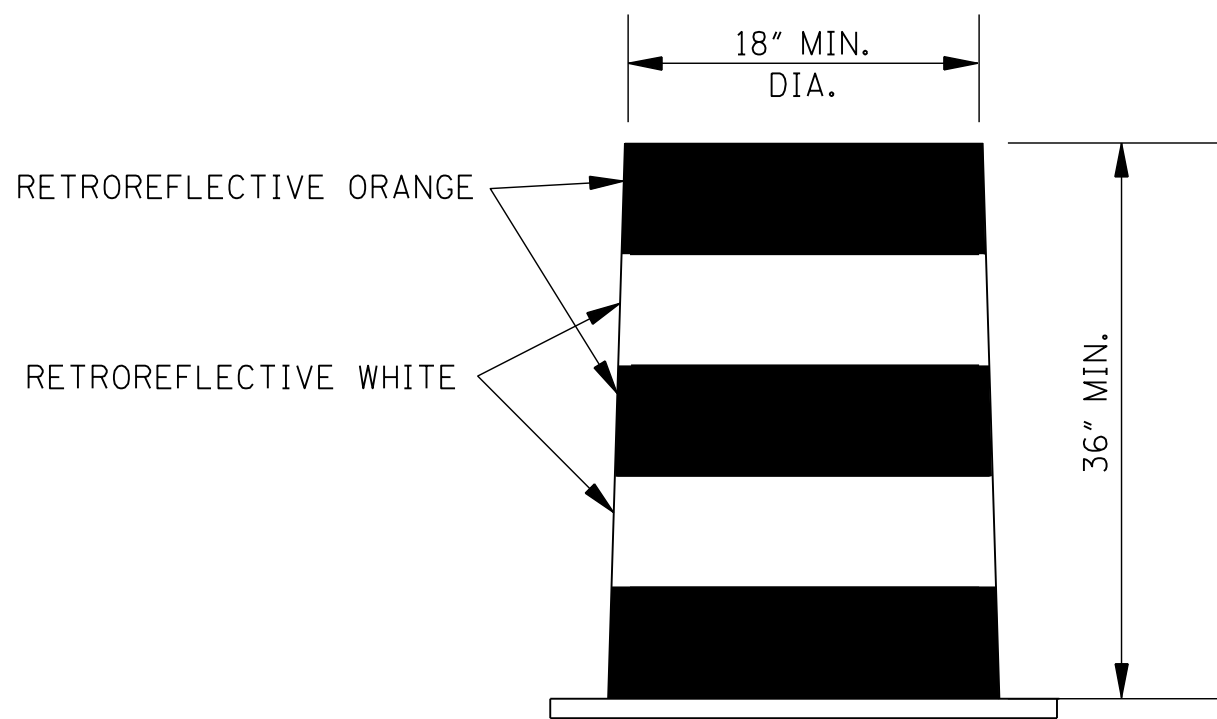 18" MIN.
DIA.
RETROREFLECTIVE ORANGE
RETROREFLECTIVE WHITE
36" MIN.